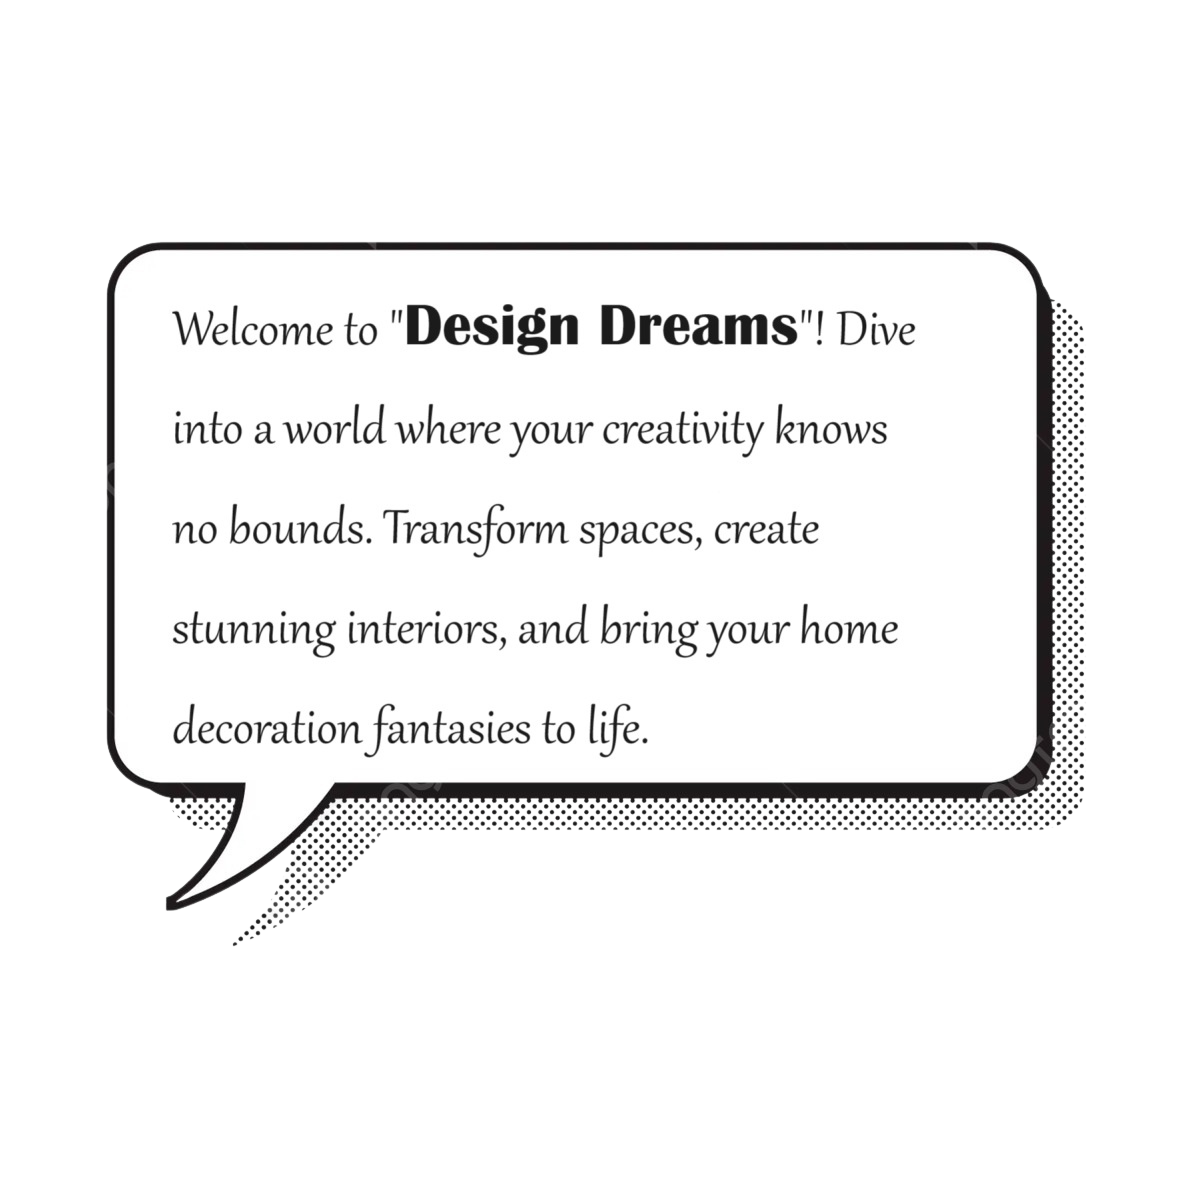 Welcome to "Design Dreams"! Dive
into a world where your creativity knows
no bounds. Transform spaces, create
stunning interiors, and bring your home
decoration fantasies to life.